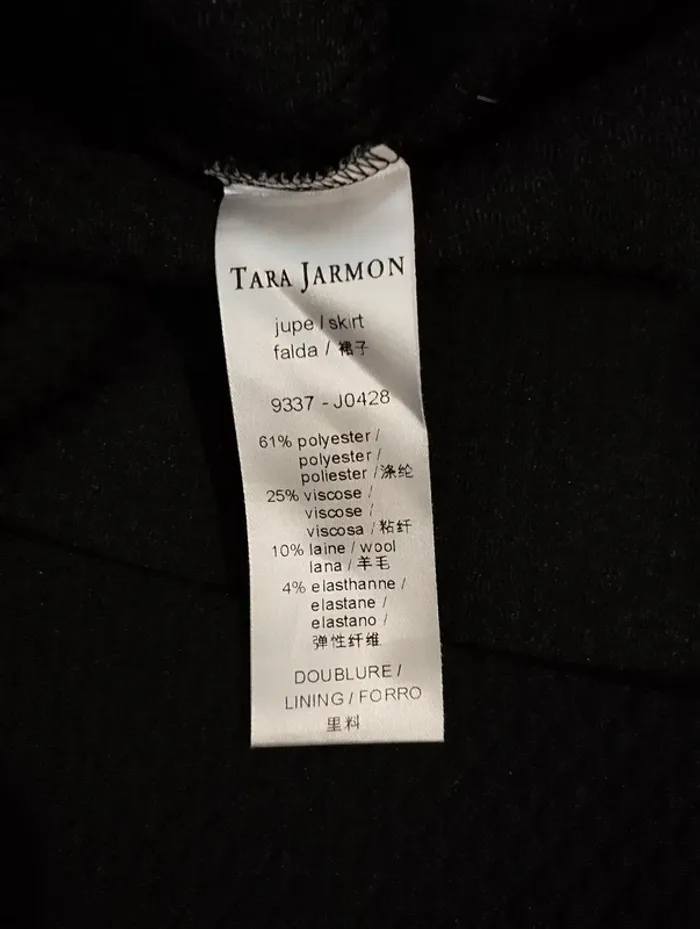 TARA JARMON
jupe / skirt
falda / 裙子
9337 - J0428
61% polyester /
polyester /
poliester / 涤纶
25% viscose /
viscose /
viscosa / 粘纤
10% laine / wool
lana / 羊毛
4% elasthanne /
elastane /
elastano /
弹性纤维
DOUBLURE /
LINING / FORRO
里料